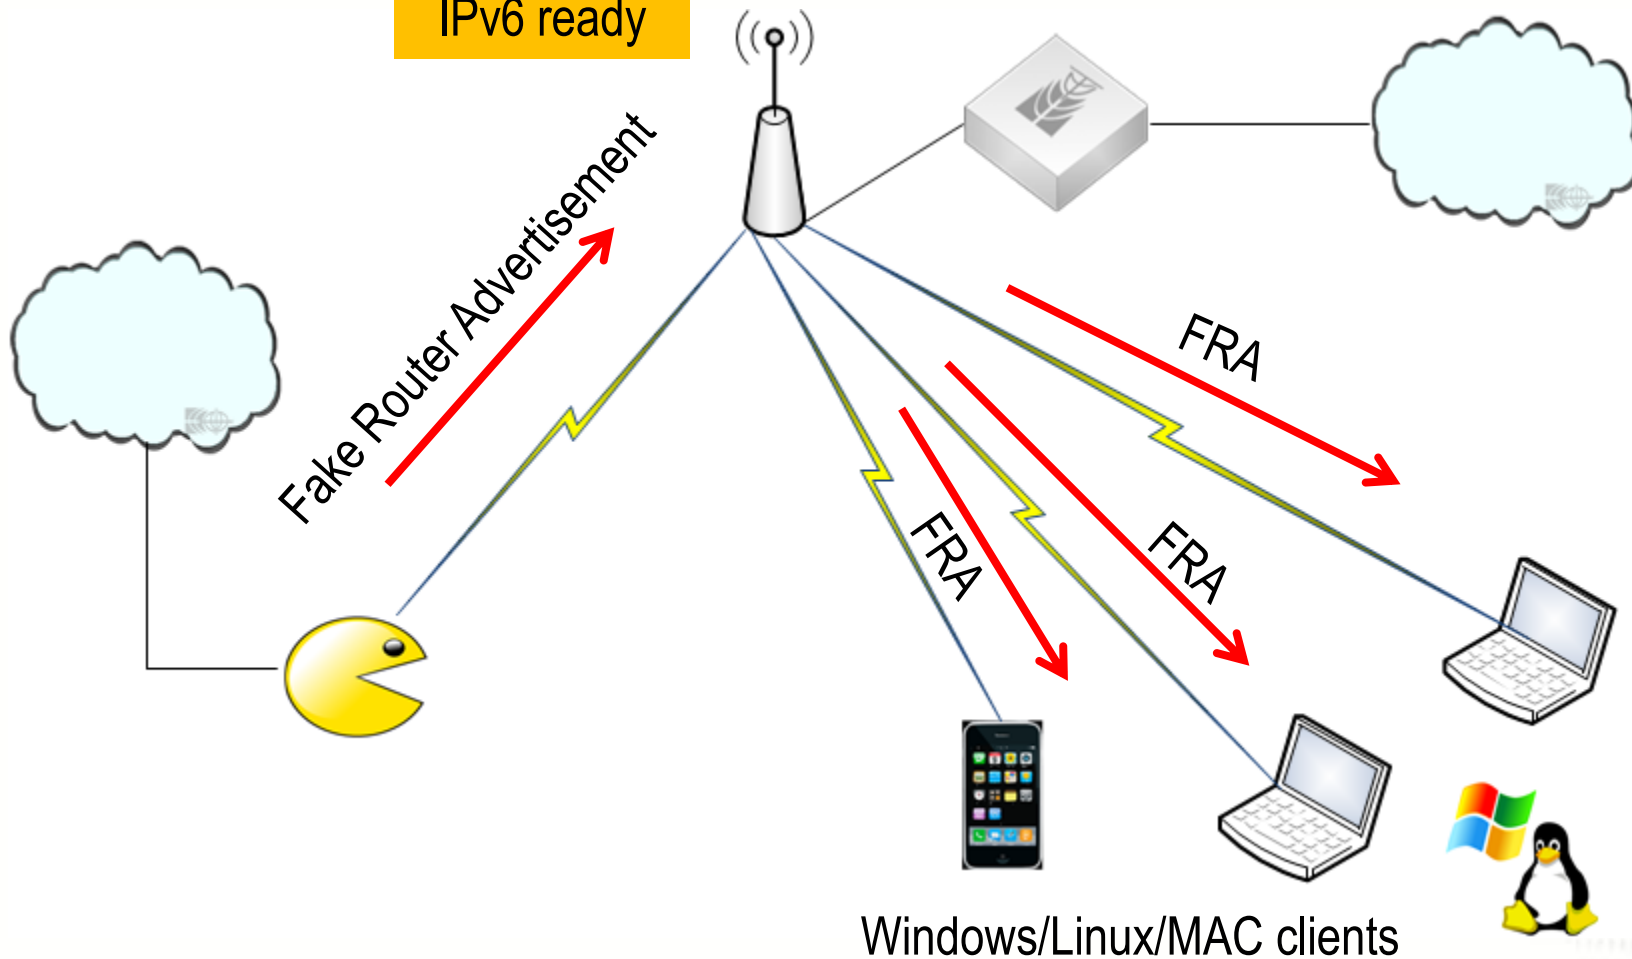 IPv6 ready
Fake Router Advertisement
FRA
FRA
FRA
Windows/Linux/MAC clients